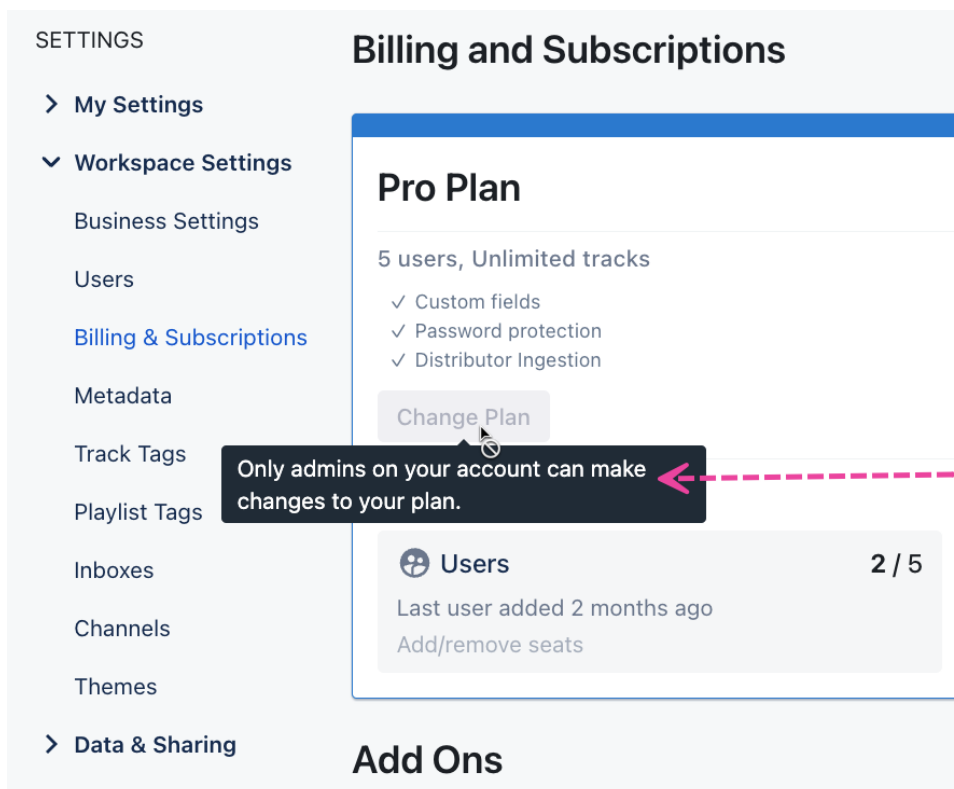 SETTINGS
My Settings
Workspace Settings
Business Settings
Users
Billing & Subscriptions
Metadata
Track Tags
Playlist Tags
Inboxes
Channels
Themes
Data & Sharing
Billing and Subscriptions
Pro Plan
5 users, Unlimited tracks
Custom fields
Password protection
Distributor Ingestion
Change Plan
Only admins on your account can make
changes to your plan.
Users
2 / 5
Last user added 2 months ago
Add/remove seats
Add Ons